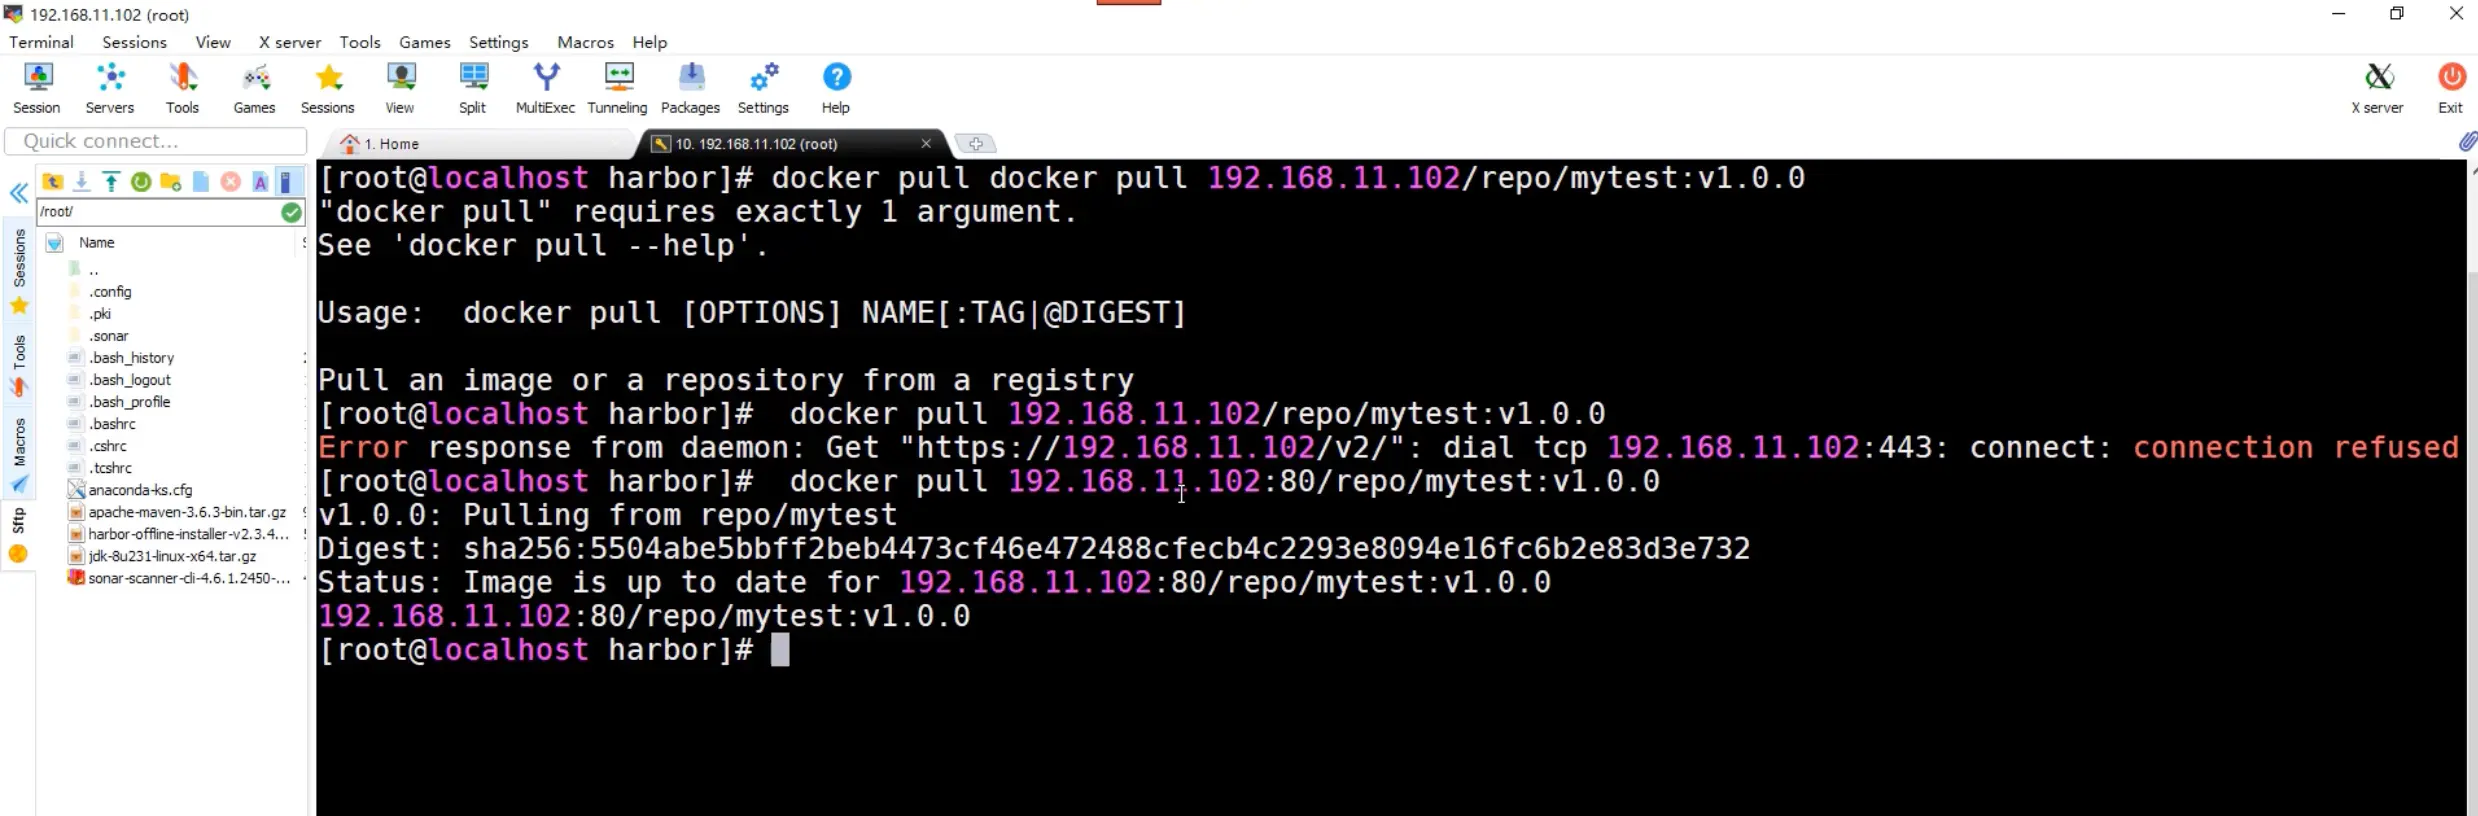 192.168.11.102 (root)
Terminal Sessions View X server Tools Games Settings Macros Help
Session Servers Tools Games Sessions View Split MultiExec Tunneling Packages Settings Help X server Exit
Quick connect...
1. Home
10. 192.168.11.102 (root)
/root/
Name
..
.config
.pki
.sonar
.bash_history
.bash_logout
.bash_profile
.bashrc
.cshrc
.tcshrc
anaconda-ks.cfg
apache-maven-3.6.3-bin.tar.gz
harbor-offline-installer-v2.3.4...
jdk-8u231-linux-x64.tar.gz
sonar-scanner-cli-4.6.1.2450-...
Sessions
Tools
Macros
Sftp
[root@localhost harbor]# docker pull docker pull 192.168.11.102/repo/mytest:v1.0.0
"docker pull" requires exactly 1 argument.
See 'docker pull --help'.
Usage:  docker pull [OPTIONS] NAME[:TAG|@DIGEST]
Pull an image or a repository from a registry
[root@localhost harbor]#  docker pull 192.168.11.102/repo/mytest:v1.0.0
Error response from daemon: Get "https://192.168.11.102/v2/": dial tcp 192.168.11.102:443: connect: connection refused
[root@localhost harbor]#  docker pull 192.168.11.102:80/repo/mytest:v1.0.0
v1.0.0: Pulling from repo/mytest
Digest: sha256:5504abe5bbff2beb4473cf46e472488cfecb4c2293e8094e16fc6b2e83d3e732
Status: Image is up to date for 192.168.11.102:80/repo/mytest:v1.0.0
192.168.11.102:80/repo/mytest:v1.0.0
[root@localhost harbor]#